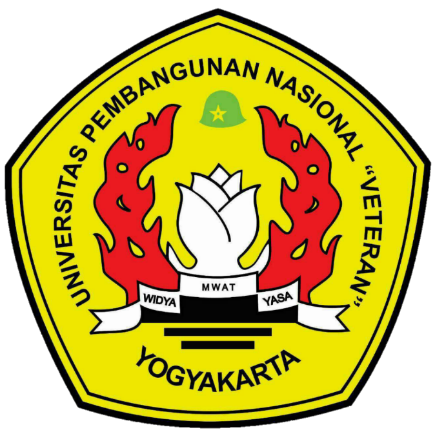 UNIVERSITAS PEMBANGUNAN NASIONAL “VETERAN”
WIDYA MWAT YASA
YOGYAKARTA